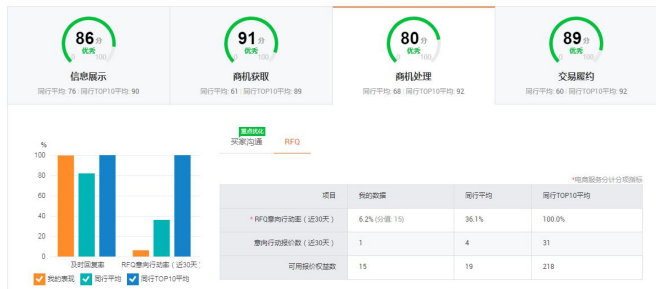 86分
优秀
0 100
信息展示
同行平均: 76 | 同行TOP10平均: 90
91分
优秀
0 100
商机获取
同行平均: 61 | 同行TOP10平均: 89
80分
优秀
0 100
商机处理
同行平均: 68 | 同行TOP10平均: 92
89分
优秀
0 100
交易履约
同行平均: 60 | 同行TOP10平均: 92
重点优化
买家沟通 RFQ
%
100
80
60
40
20
0
及时回复率 RFQ意向行动率（近30天）
我的表现 同行平均 同行TOP10平均
*电商服务分计分项指标
项目 我的数据 同行平均 同行TOP10平均
* RFQ意向行动率（近30天） 6.2% (分值: 15) 36.1% 100.0%
意向行动报价数（近30天） 1 4 31
可用报价权益数 15 19 218